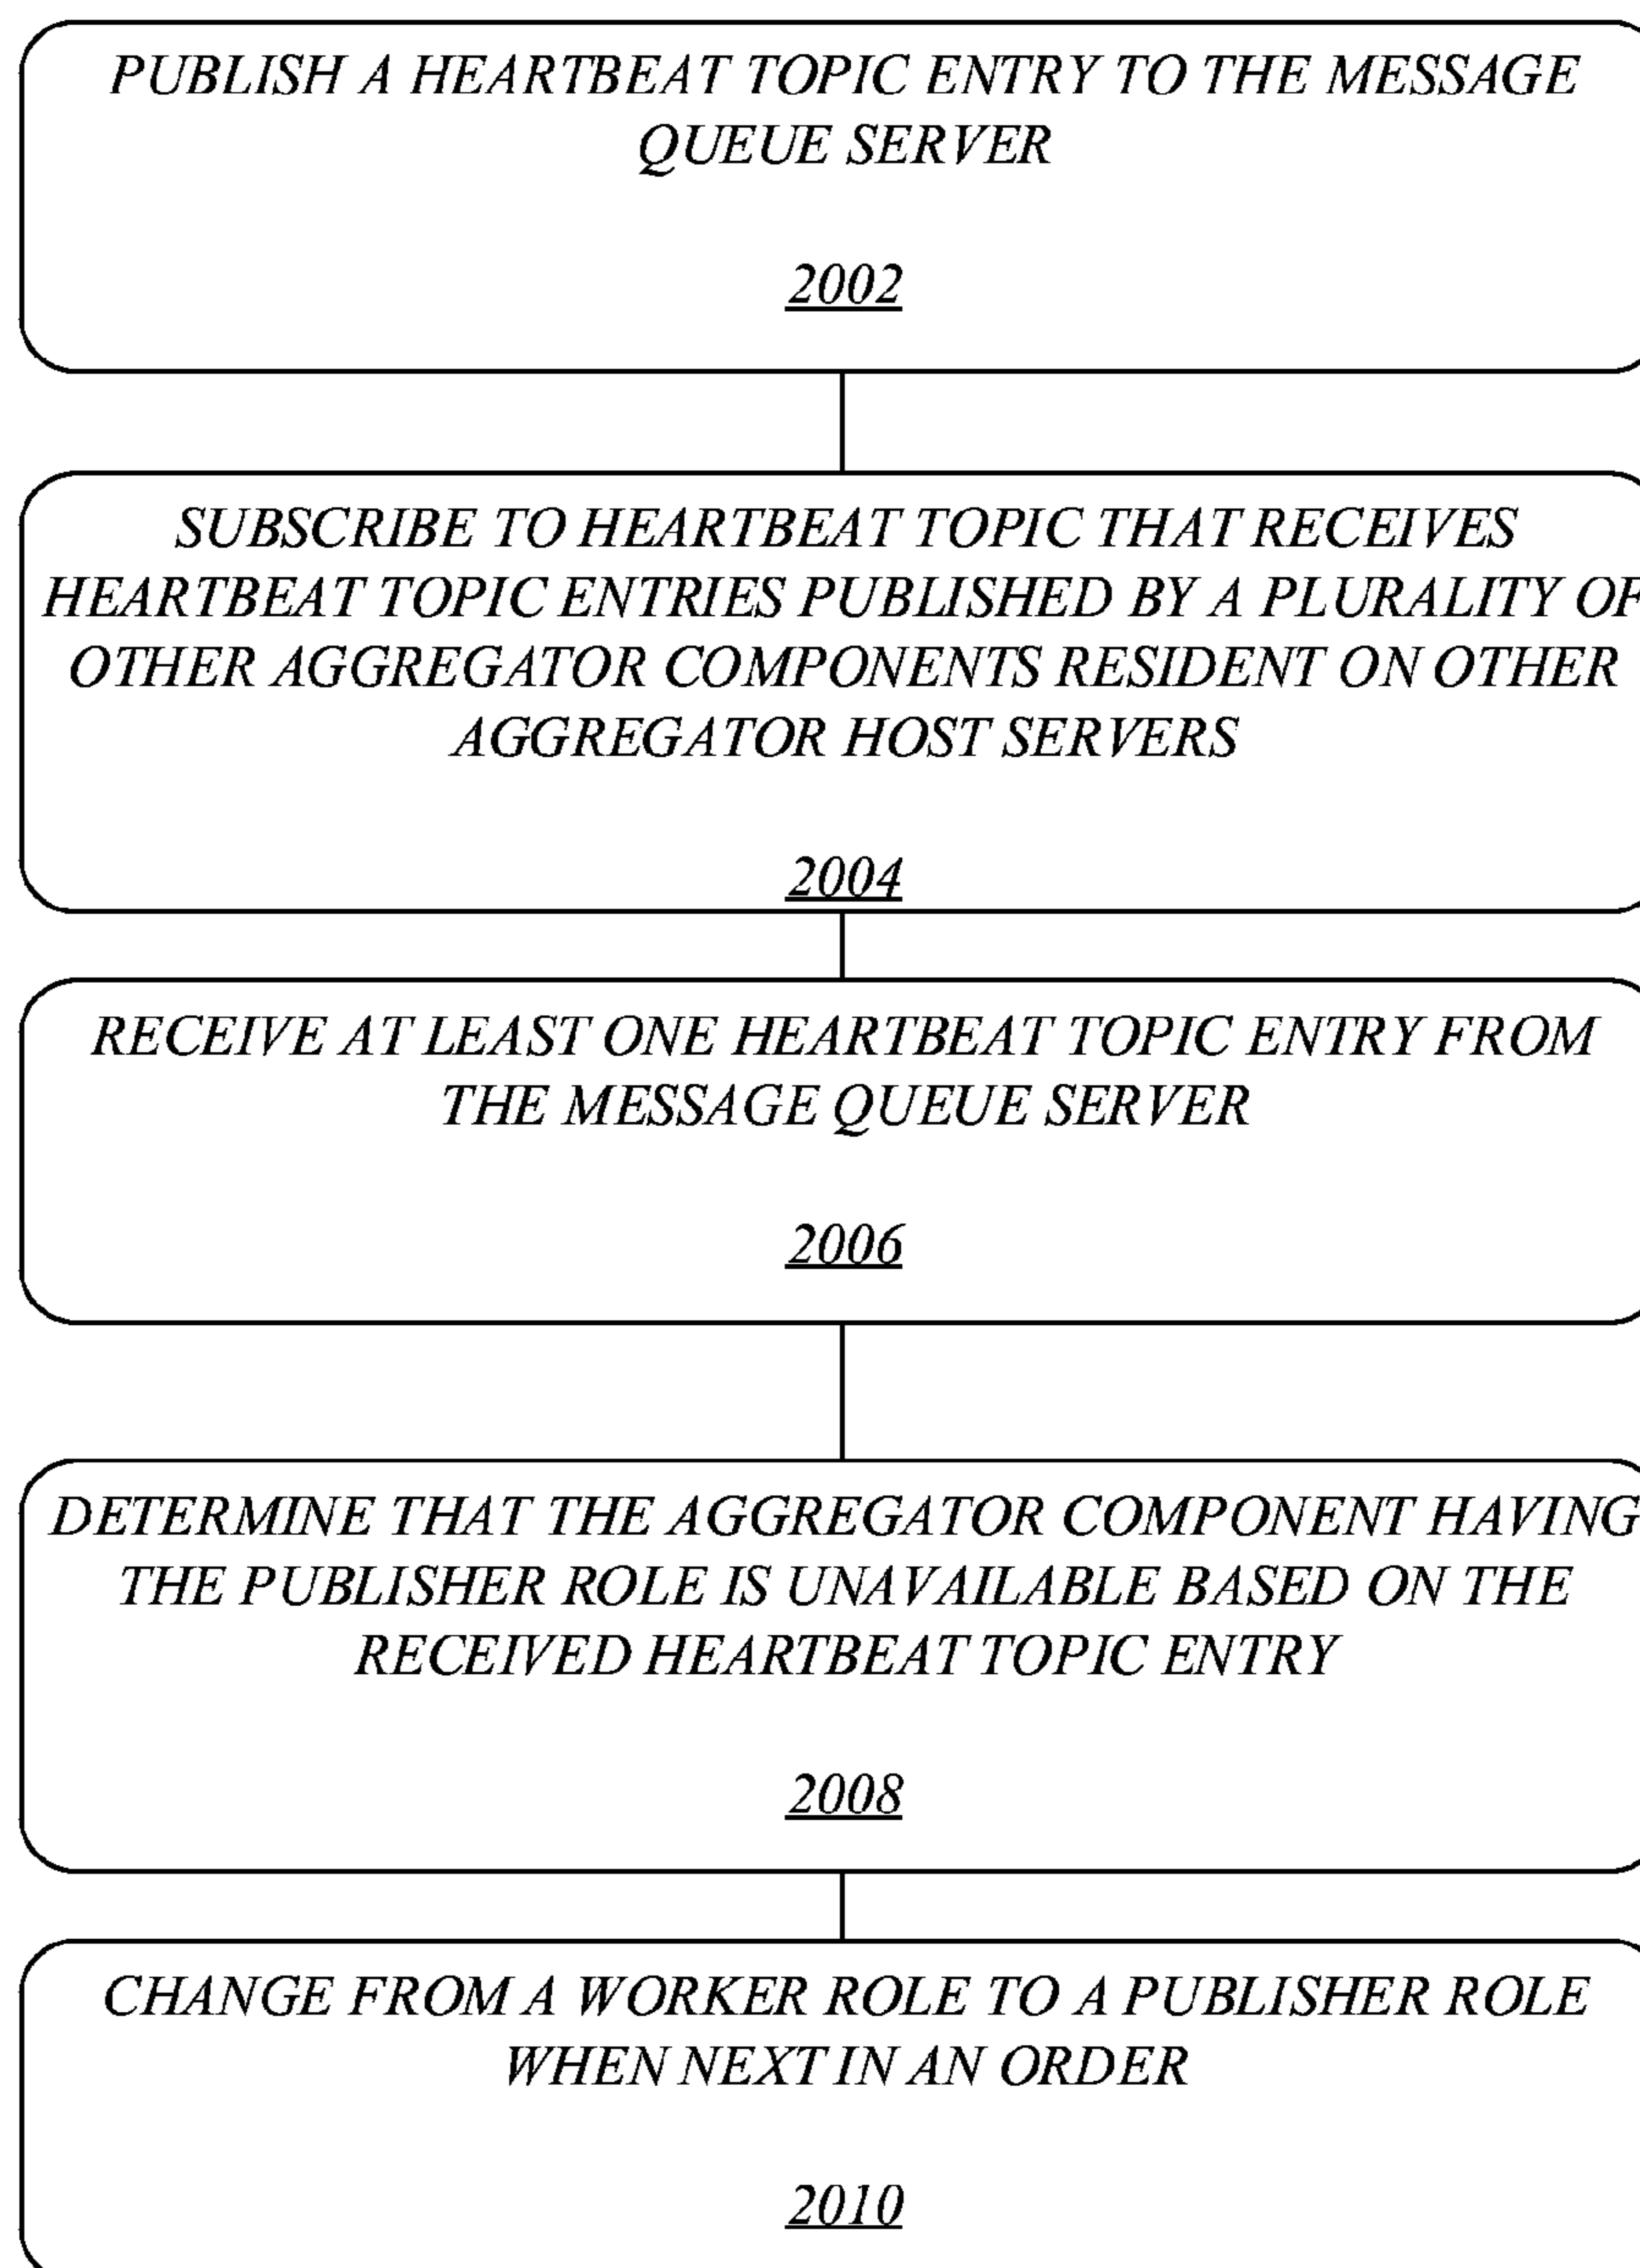 PUBLISH A HEARTBEAT TOPIC ENTRY TO THE MESSAGE
QUEUE SERVER
2002
SUBSCRIBE TO HEARTBEAT TOPIC THAT RECEIVES
HEARTBEAT TOPIC ENTRIES PUBLISHED BY A PLURALITY OF
OTHER AGGREGATOR COMPONENTS RESIDENT ON OTHER
AGGREGATOR HOST SERVERS
2004
RECEIVE AT LEAST ONE HEARTBEAT TOPIC ENTRY FROM
THE MESSAGE QUEUE SERVER
2006
DETERMINE THAT THE AGGREGATOR COMPONENT HAVING
THE PUBLISHER ROLE IS UNAVAILABLE BASED ON THE
RECEIVED HEARTBEAT TOPIC ENTRY
2008
CHANGE FROM A WORKER ROLE TO A PUBLISHER ROLE
WHEN NEXT IN AN ORDER
2010